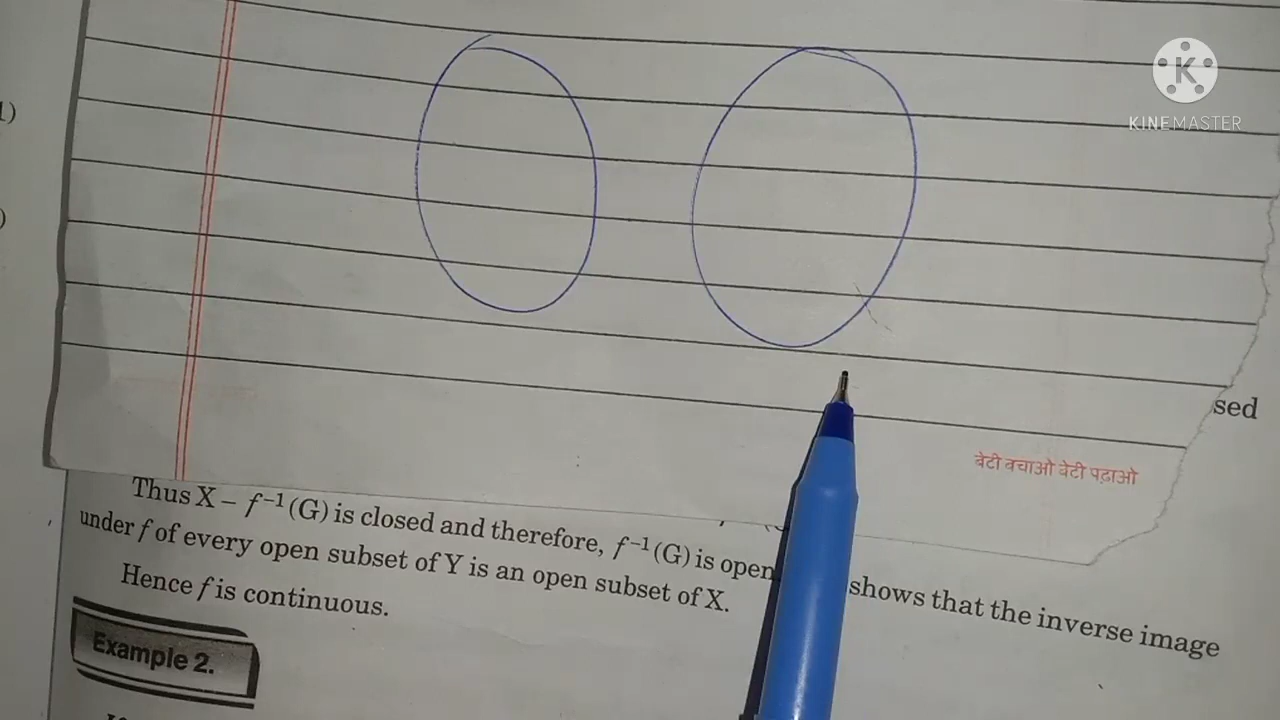 KINEMASTER
sed
बेटी बचाओ बेटी पढ़ाओ
Thus X – f⁻¹(G) is closed and therefore, f⁻¹(G) is open. shows that the inverse image
under f of every open subset of Y is an open subset of X.
Hence f is continuous.
Example 2.